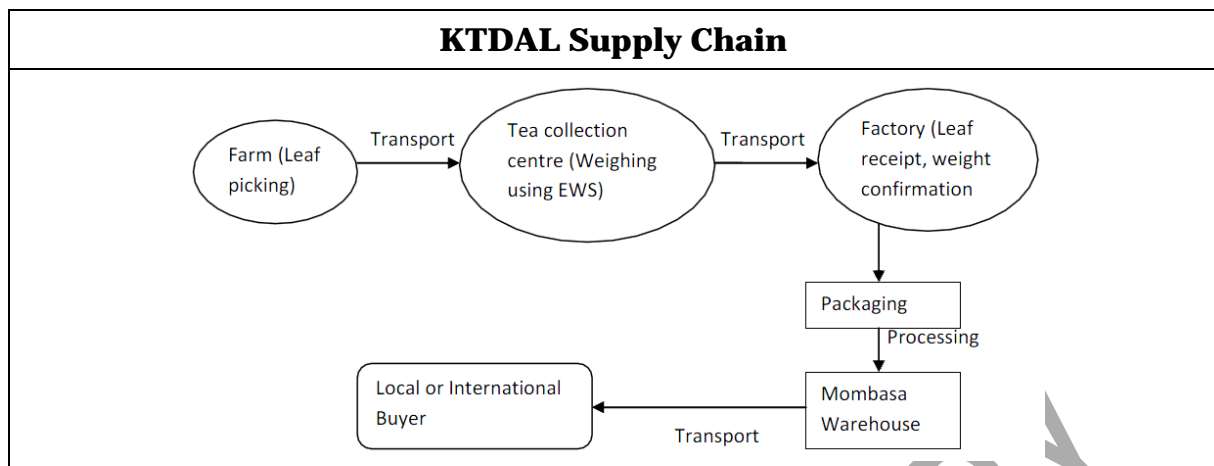 KTDAL Supply Chain
Farm (Leaf
picking)
Transport
Tea collection
centre (Weighing
using EWS)
Transport
Factory (Leaf
receipt, weight
confirmation
Packaging
Processing
Mombasa
Warehouse
Transport
Local or International
Buyer